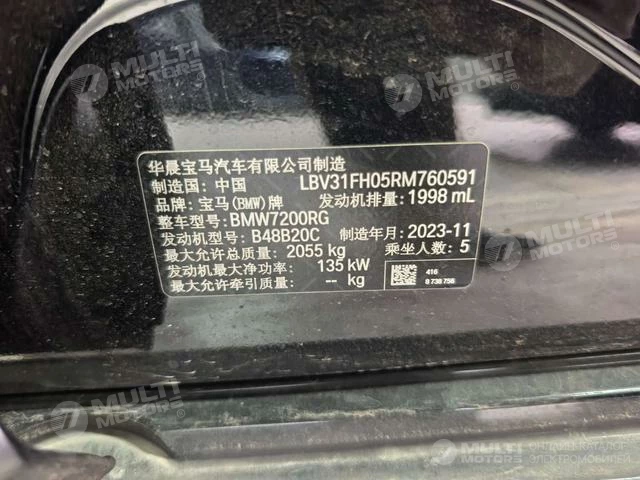 MULTI MOTORS
MULTI MOTORS
华晨宝马汽车有限公司制造
制造国: 中国 LBV31FH05RM760591
品牌: 宝马(BMW)牌 发动机排量: 1998 mL
整车型号: BMW7200RG
发动机型号: B48B20C 制造年月: 2023-11
最大允许总质量: 2055 kg 乘坐人数: 5
发动机最大净功率: 135 kW
最大允许牵引质量: -- kg
416
8 738 756
MULTI MOTORS
MULTI MOTORS
ЭЛЕКТРОМОБИЛЕЙ